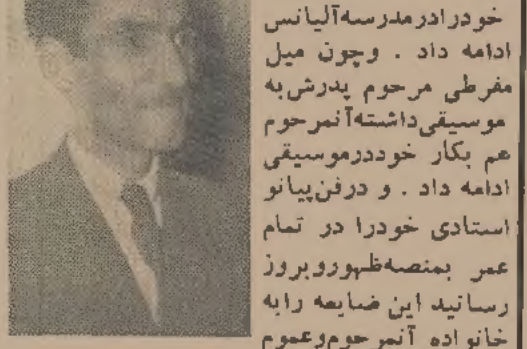 خودرادرمدرسه‌آلیانس
ادامه داد . وچون میل
مفرطی مرحوم پدرش‌به
موسیقی‌داشته‌آنمرحوم
هم بکار خوددرموسیقی
ادامه داد . و درفن‌پیانو
استادی خودرا در تمام
عمر بمنصه‌ظهوروبروز
رسانید این ضایعه رابه
خانواده آنمرحوم‌وعموم